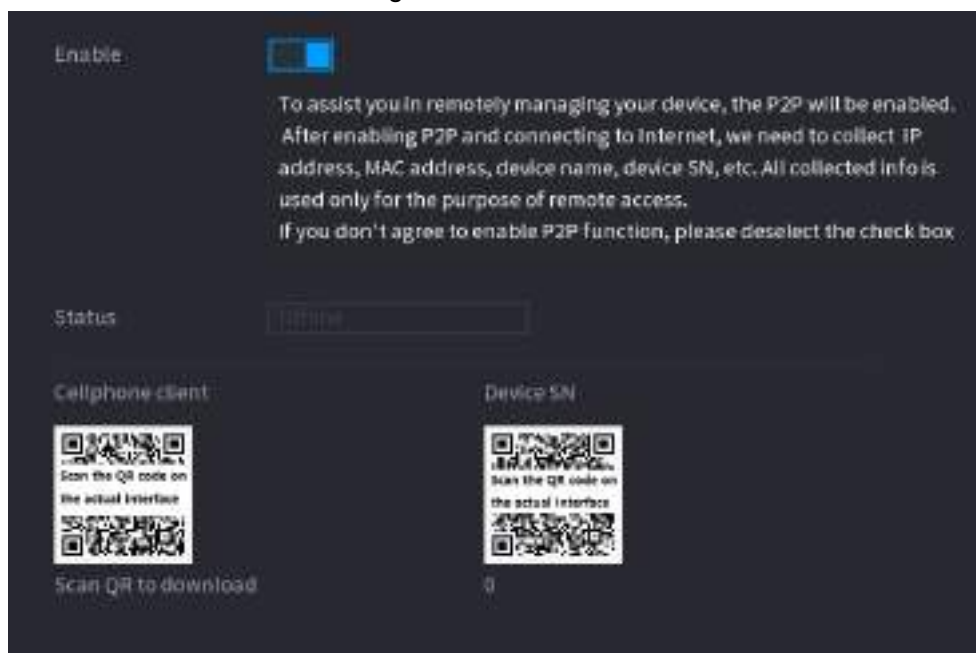 Enable
To assist you in remotely managing your device, the P2P will be enabled.
After enabling P2P and connecting to Internet, we need to collect IP
address, MAC address, device name, device SN, etc. All collected info is
used only for the purpose of remote access.
If you don't agree to enable P2P function, please deselect the check box
Status
Offline
Cellphone client
Device SN
Scan the QR code on
the actual interface
Scan the QR code on
the actual interface
Scan QR to download
0